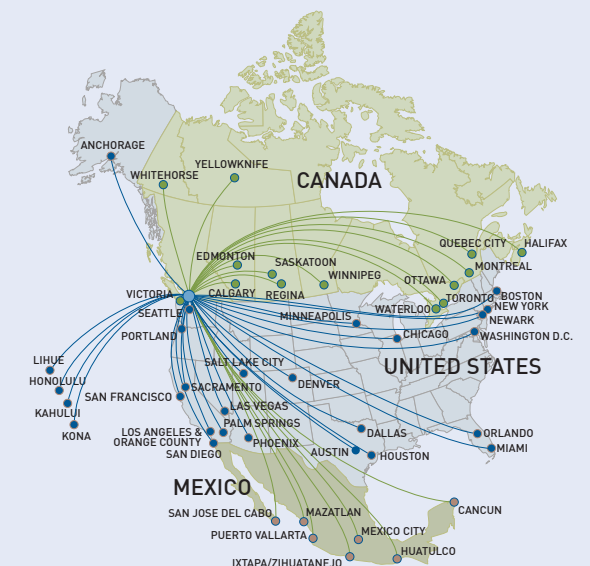 ANCHORAGE
YELLOWKNIFE
WHITEHORSE
CANADA
QUEBEC CITY
HALIFAX
EDMONTON
SASKATOON
MONTREAL
WINNIPEG
OTTAWA
VICTORIA
CALGARY
REGINA
TORONTO
BOSTON
WATERLOO
NEW YORK
SEATTLE
MINNEAPOLIS
NEWARK
PORTLAND
CHICAGO
WASHINGTON D.C.
LIHUE
SALT LAKE CITY
UNITED STATES
HONOLULU
SACRAMENTO
DENVER
SAN FRANCISCO
KAHULUI
LAS VEGAS
PALM SPRINGS
KONA
LOS ANGELES &
ORANGE COUNTY
PHOENIX
DALLAS
ORLANDO
SAN DIEGO
AUSTIN
HOUSTON
MIAMI
MEXICO
SAN JOSE DEL CABO
MAZATLAN
CANCUN
PUERTO VALLARTA
MEXICO CITY
HUATULCO
IXTAPA/ZIHUATANEJO